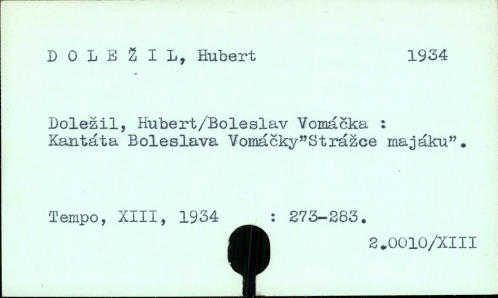 D O L E Ž I L, Hubert 1934
Doležil, Hubert/Boleslav Vomáčka :
Kantáta Boleslava Vomáčky"Strážce majáku".
Tempo, XIII, 1934 : 273-283.
2.0010/XIII